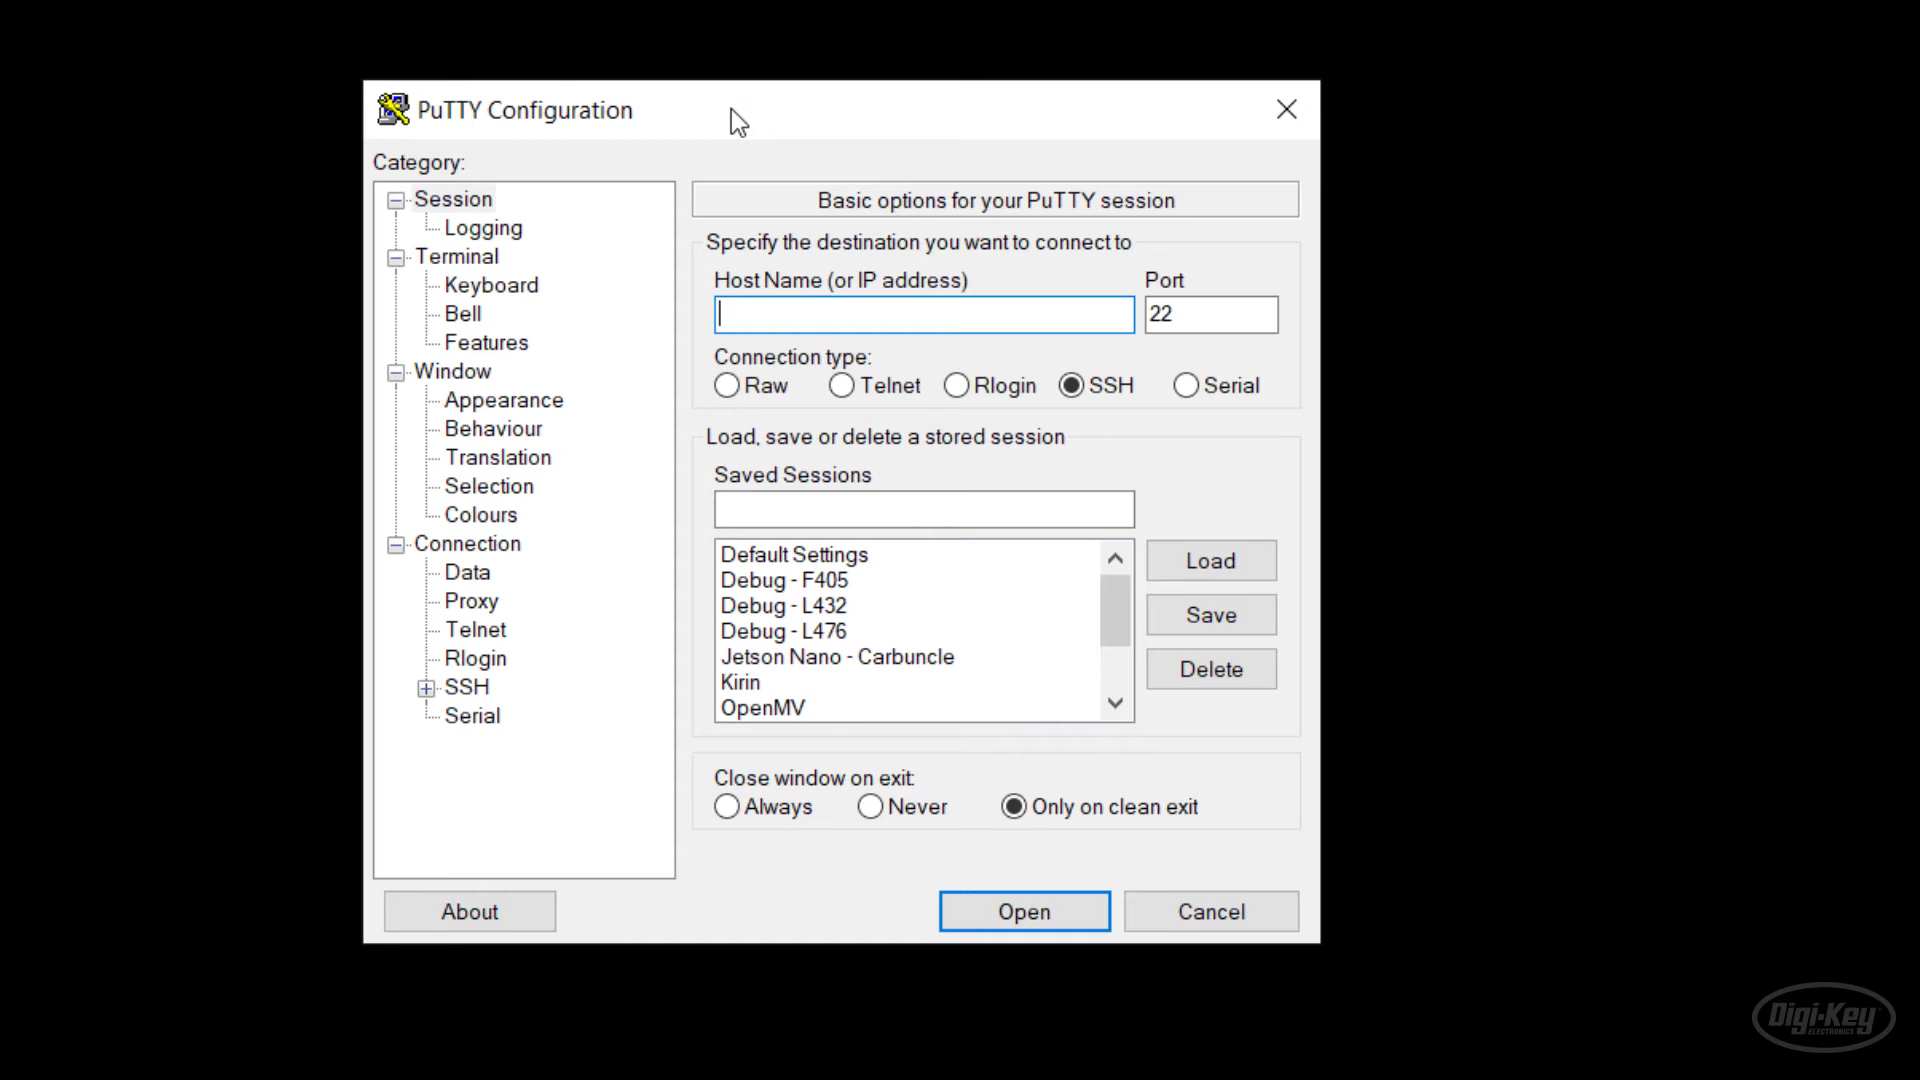 PuTTY Configuration
Category:
Session
Logging
Terminal
Keyboard
Bell
Features
Window
Appearance
Behaviour
Translation
Selection
Colours
Connection
Data
Proxy
Telnet
Rlogin
SSH
Serial
Basic options for your PuTTY session
Specify the destination you want to connect to
Host Name (or IP address) Port
22
Connection type:
Raw Telnet Rlogin SSH Serial
Load, save or delete a stored session
Saved Sessions
Default Settings
Debug - F405
Debug - L432
Debug - L476
Jetson Nano - Carbuncle
Kirin
OpenMV
Load
Save
Delete
Close window on exit:
Always Never Only on clean exit
About Open Cancel
Digi-Key
ELECTRONICS